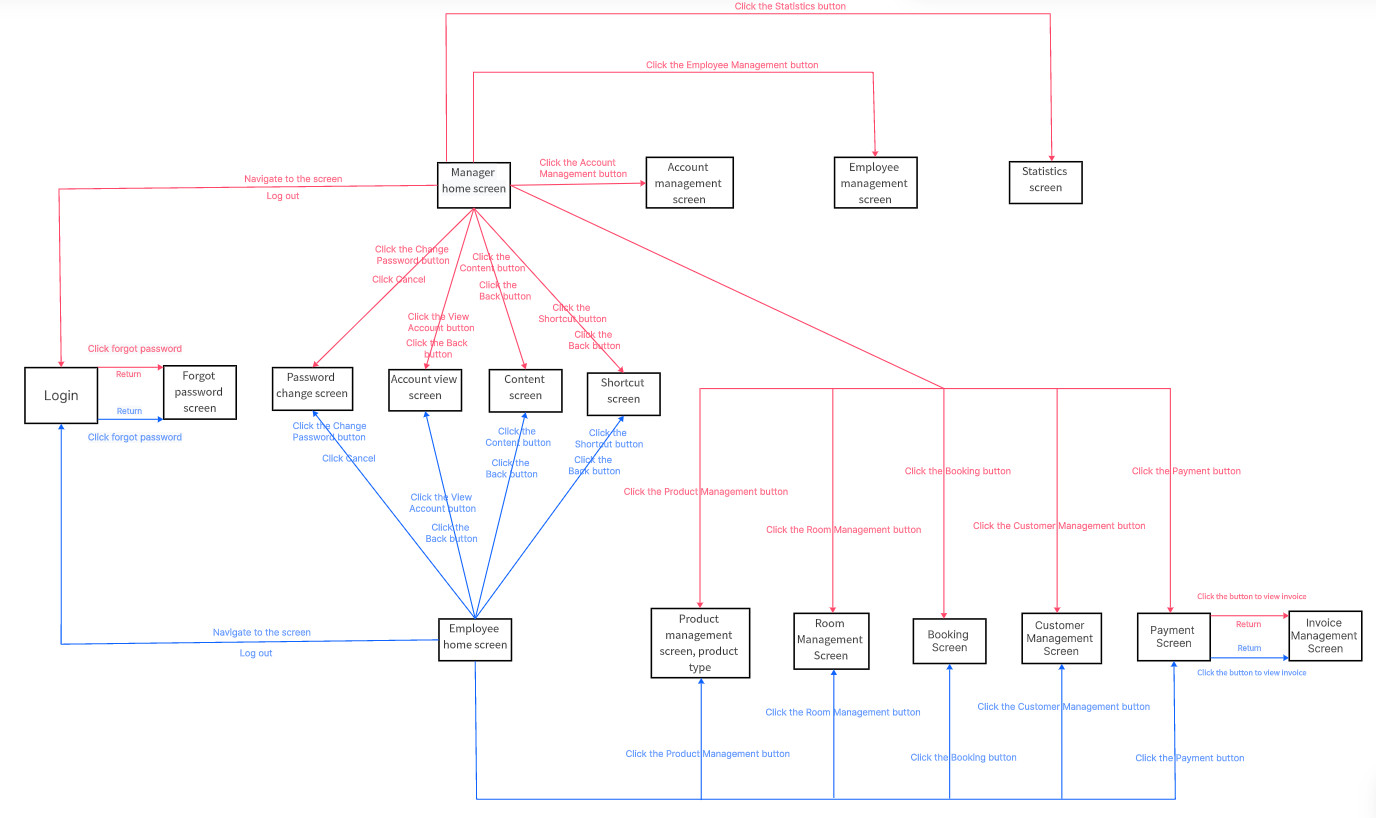 Click the Statistics button
Click the Employee Management button
Manager
home screen
Click the Account
Management button
Account
management
screen
Employee
management
screen
Statistics
screen
Navigate to the screen
Log out
Click the Change
Password button
Click Cancel
Click the
Content button
Click the
Back button
Click the View
Account button
Click the Back
button
Click the
Shortcut button
Click the
Back button
Click forgot password
Return
Login
Forgot
password
screen
Return
Click forgot password
Password
change screen
Account view
screen
Content
screen
Shortcut
screen
Click the Change
Password button
Click Cancel
Click the
Content button
Click the
Back button
Click the
Shortcut button
Click the
Back button
Click the View
Account button
Click the
Back button
Click the Product Management button
Click the Room Management button
Click the Booking button
Click the Customer Management button
Click the Payment button
Navigate to the screen
Log out
Employee
home screen
Product
management
screen, product
type
Room
Management
Screen
Booking
Screen
Customer
Management
Screen
Payment
Screen
Click the button to view invoice
Return
Return
Click the button to view invoice
Invoice
Management
Screen
Click the Product Management button
Click the Room Management button
Click the Booking button
Click the Customer Management button
Click the Payment button